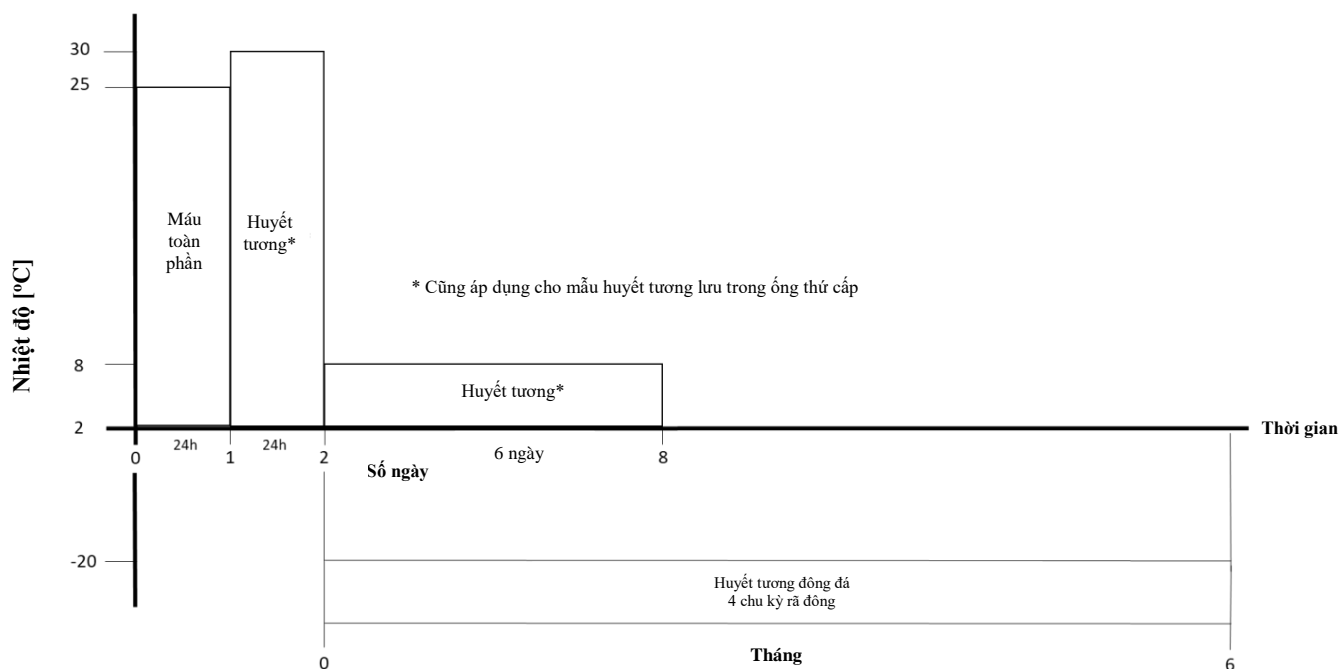 30
25
Máu
toàn
phần
Huyết
tương*
* Cũng áp dụng cho mẫu huyết tương lưu trong ống thứ cấp
Nhiệt độ [°C]
8
Huyết tương*
2
Thời gian
24h
24h
6 ngày
0
1
2
8
Số ngày
-20
Huyết tương đông đá
4 chu kỳ rã đông
0
Tháng
6